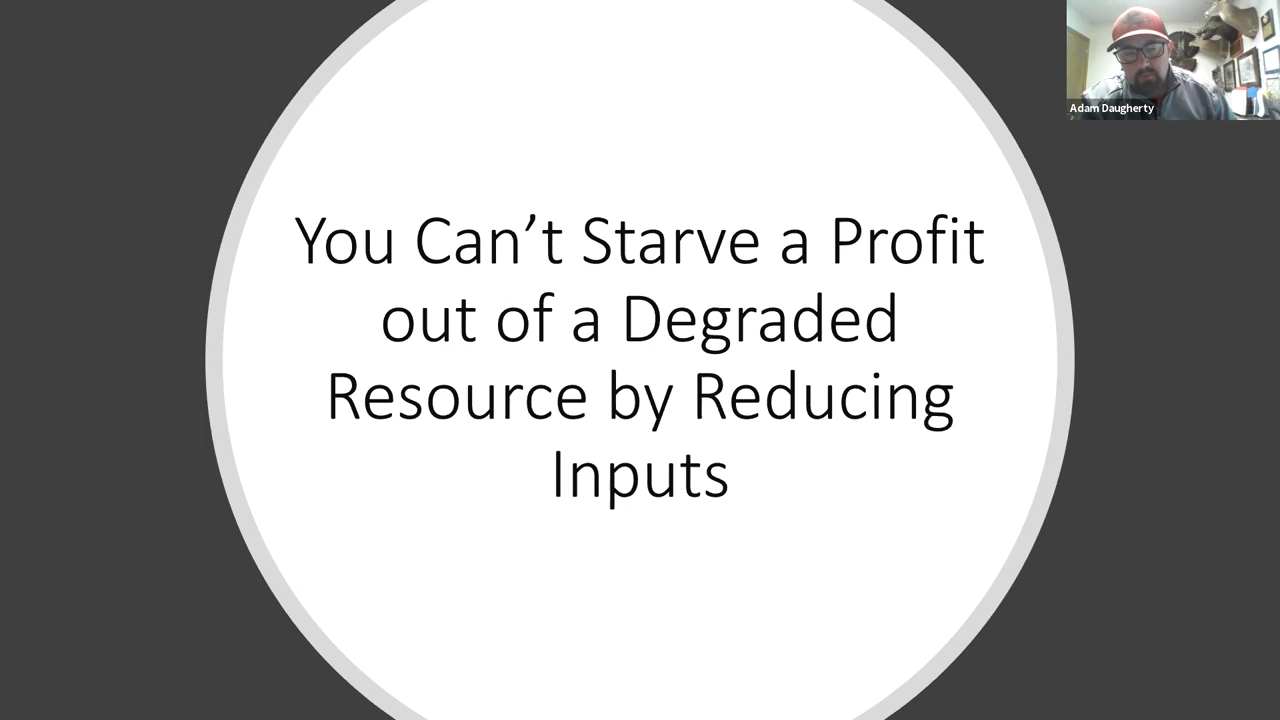 Adam Daugherty
You Can’t Starve a Profit
out of a Degraded
Resource by Reducing
Inputs